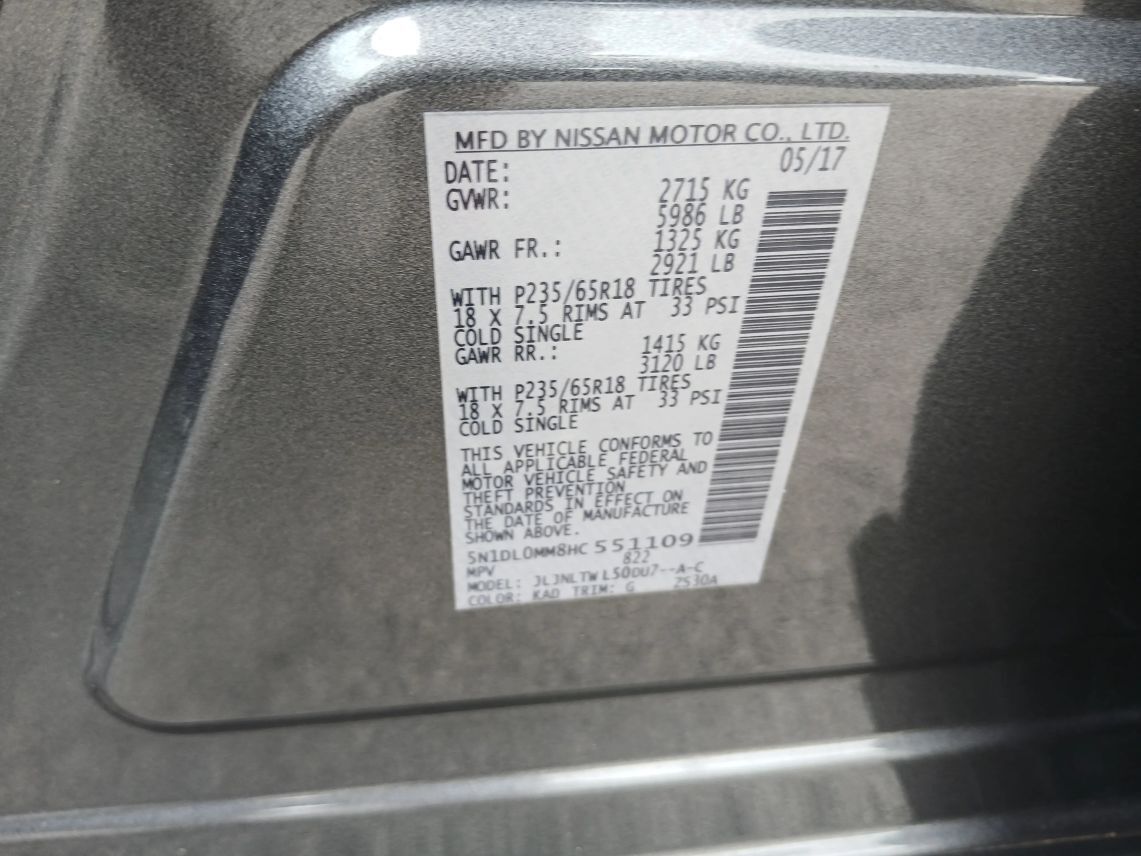 MFD BY NISSAN MOTOR CO., LTD.
DATE: 05/17
GVWR: 2715 KG
5986 LB
GAWR FR.: 1325 KG
2921 LB
WITH P235/65R18 TIRES
18 X 7.5 RIMS AT 33 PSI
COLD SINGLE
GAWR RR.: 1415 KG
3120 LB
WITH P235/65R18 TIRES
18 X 7.5 RIMS AT 33 PSI
COLD SINGLE
THIS VEHICLE CONFORMS TO
ALL APPLICABLE FEDERAL
MOTOR VEHICLE SAFETY AND
THEFT PREVENTION
STANDARDS IN EFFECT ON
THE DATE OF MANUFACTURE
SHOWN ABOVE.
5N1DL0MM8HC 551109
MPV 822
MODEL: JLJNLTW L50DU7--A-C
COLOR: KAD TRIM: G 2530A